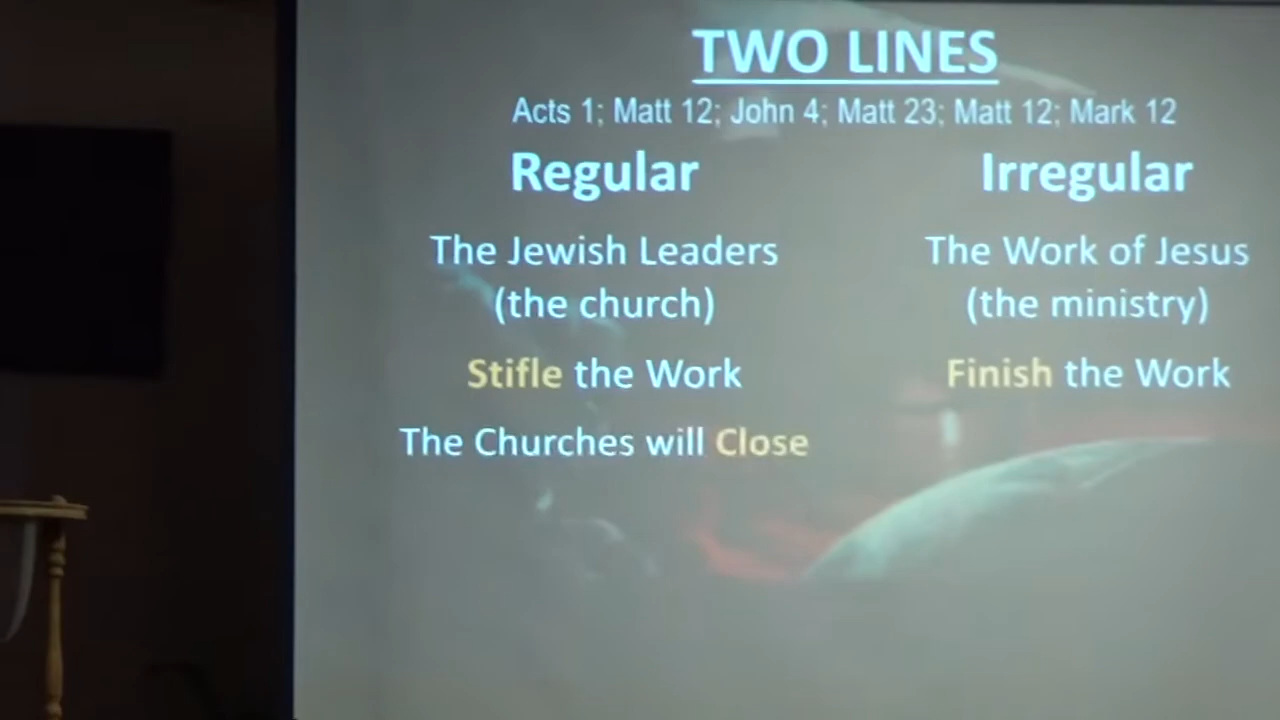 TWO LINES
Acts 1; Matt 12; John 4; Matt 23; Matt 12; Mark 12
Regular
The Jewish Leaders
(the church)
Stifle the Work
The Churches will Close
Irregular
The Work of Jesus
(the ministry)
Finish the Work